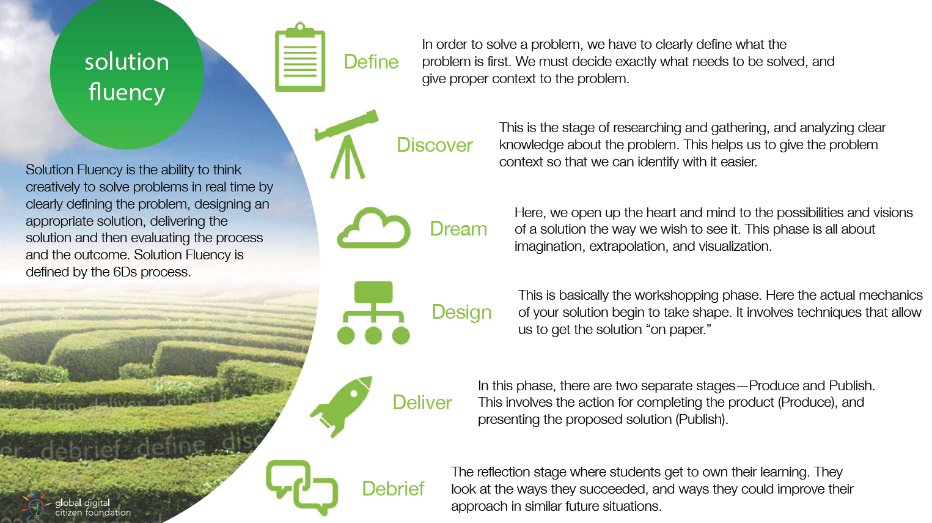 solution
fluency
Solution Fluency is the ability to think
creatively to solve problems in real time by
clearly defining the problem, designing an
appropriate solution, delivering the
solution and then evaluating the process
and the outcome. Solution Fluency is
defined by the 6Ds process.
Define
In order to solve a problem, we have to clearly define what the
problem is first. We must decide exactly what needs to be solved, and
give proper context to the problem.
Discover
This is the stage of researching and gathering, and analyzing clear
knowledge about the problem. This helps us to give the problem
context so that we can identify with it easier.
Dream
Here, we open up the heart and mind to the possibilities and visions
of a solution the way we wish to see it. This phase is all about
imagination, extrapolation, and visualization.
Design
This is basically the workshopping phase. Here the actual mechanics
of your solution begin to take shape. It involves techniques that allow
us to get the solution “on paper.”
Deliver
In this phase, there are two separate stages—Produce and Publish.
This involves the action for completing the product (Produce), and
presenting the proposed solution (Publish).
Debrief
The reflection stage where students get to own their learning. They
look at the ways they succeeded, and ways they could improve their
approach in similar future situations.
debrief define
global digital
citizen foundation